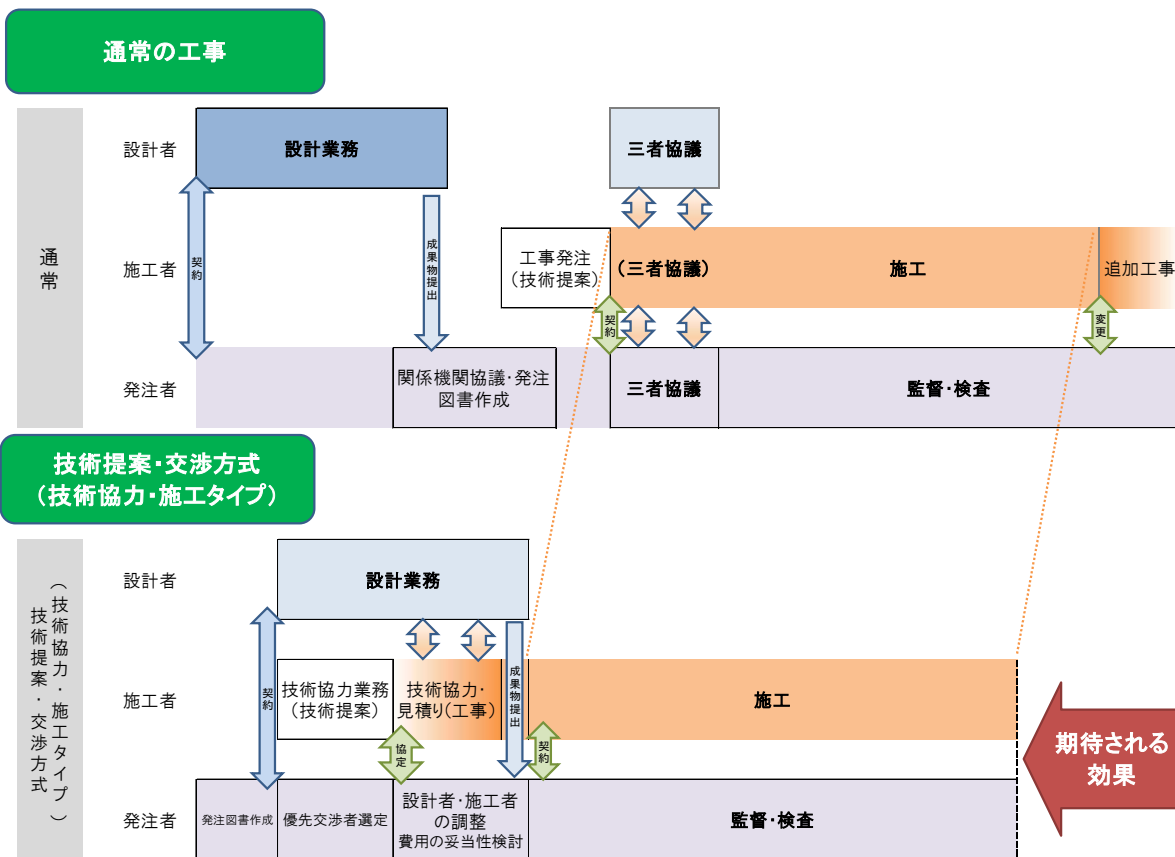 通常の工事
通常
設計者
設計業務
三者協議
契約
成果物提出
施工者
工事発注
(技術提案)
(三者協議)
施工
追加工事
契約
変更
発注者
関係機関協議・発注
図書作成
三者協議
監督・検査
技術提案・交渉方式
(技術協力・施工タイプ)
技術提案・交渉方式
(技術協力・施工タイプ)
設計者
設計業務
契約
成果物提出
施工者
技術協力業務
(技術提案)
技術協力・
見積り(工事)
施工
協定
契約
期待される
効果
発注者
発注図書作成
優先交渉者選定
設計者・施工者
の調整
費用の妥当性検討
監督・検査